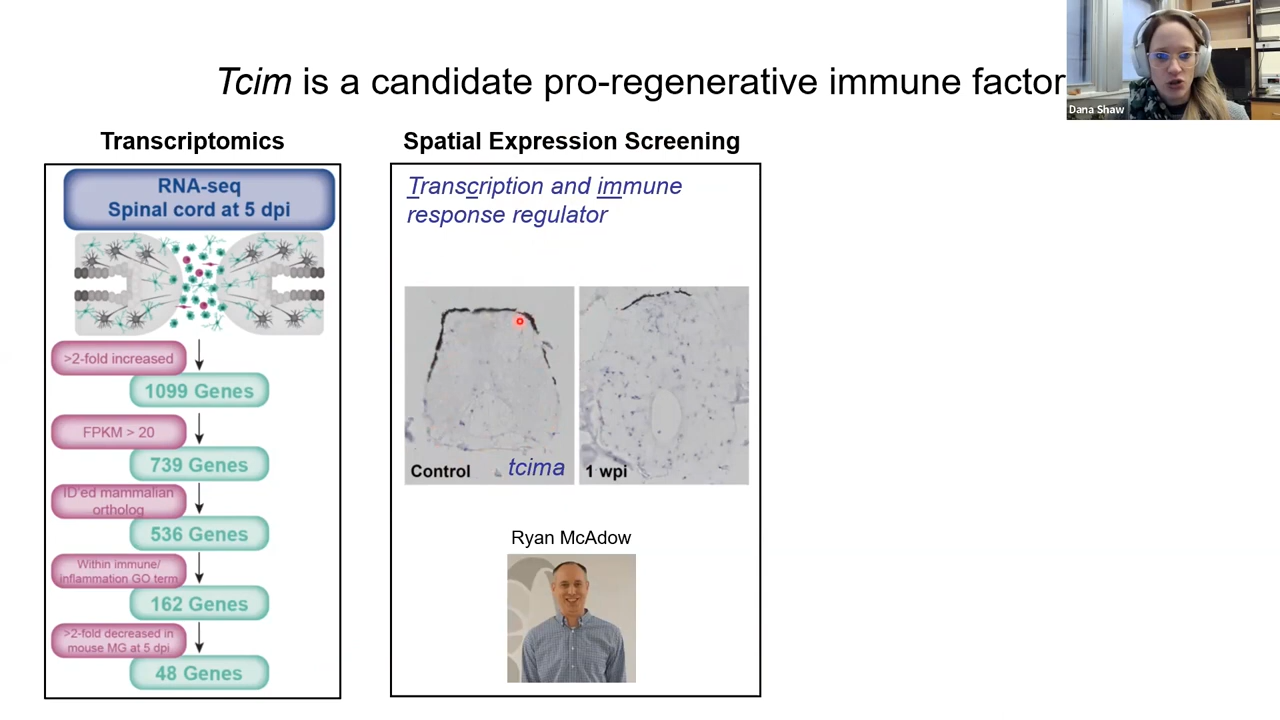 Tcim is a candidate pro-regenerative immune factor
Dana Shaw
Transcriptomics
RNA-seq
Spinal cord at 5 dpi
>2-fold increased
1099 Genes
FPKM > 20
739 Genes
ID'ed mammalian
ortholog
536 Genes
Within immune/
inflammation GO term
162 Genes
>2-fold decreased in
mouse MG at 5 dpi
48 Genes
Spatial Expression Screening
Transcription and immune
response regulator
Control
tcima
1 wpi
Ryan McAdow